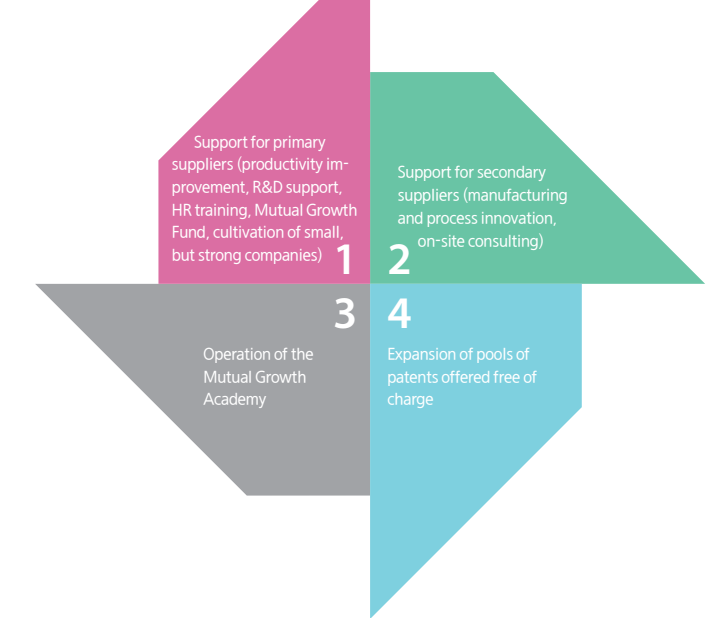 Support for primary
suppliers (productivity im-
provement, R&D support,
HR training, Mutual Growth
Fund, cultivation of small,
but strong companies)
1
2
Support for secondary
suppliers (manufacturing
and process innovation,
on-site consulting)
3
Operation of the
Mutual Growth
Academy
4
Expansion of pools of
patents offered free of
charge